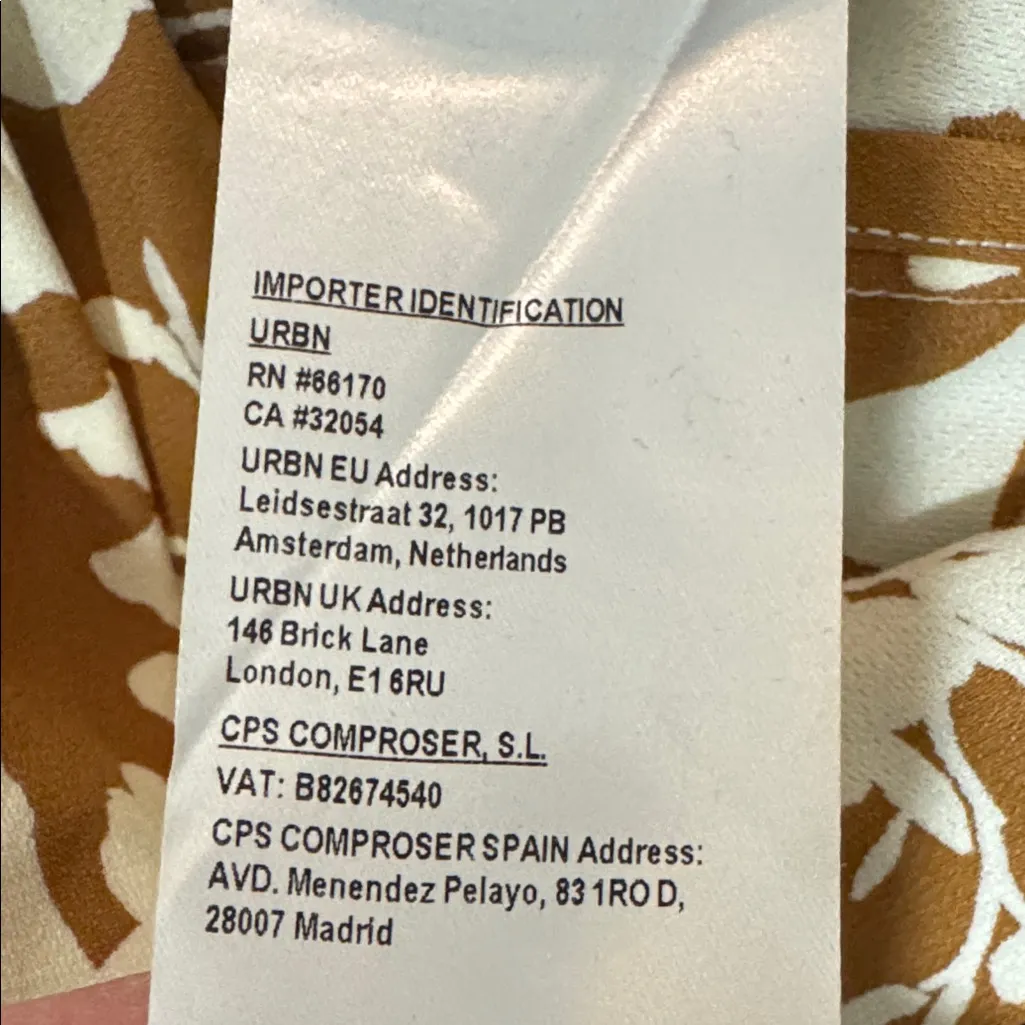 IMPORTER IDENTIFICATION
URBN
RN #66170
CA #32054
URBN EU Address:
Leidsestraat 32, 1017 PB
Amsterdam, Netherlands
URBN UK Address:
146 Brick Lane
London, E1 6RU
CPS COMPROSER, S.L.
VAT: B82674540
CPS COMPROSER SPAIN Address:
AVD. Menendez Pelayo, 83 1RO D,
28007 Madrid